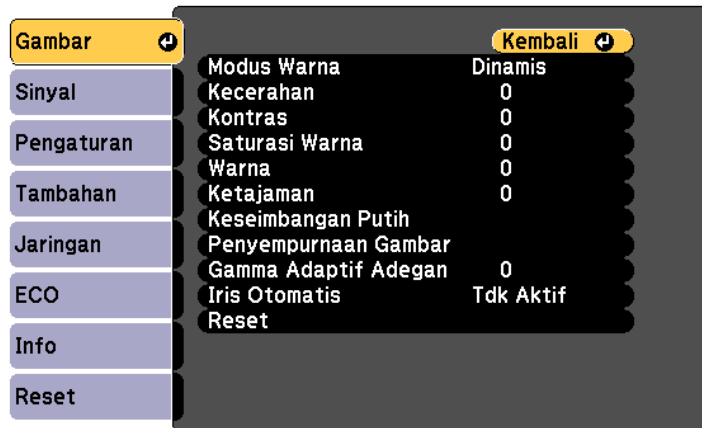 Gambar
Sinyal
Pengaturan
Tambahan
Jaringan
ECO
Info
Reset
Kembali
Modus Warna Dinamis
Kecerahan 0
Kontras 0
Saturasi Warna 0
Warna 0
Ketajaman 0
Keseimbangan Putih
Penyempurnaan Gambar
Gamma Adaptif Adegan 0
Iris Otomatis Tdk Aktif
Reset